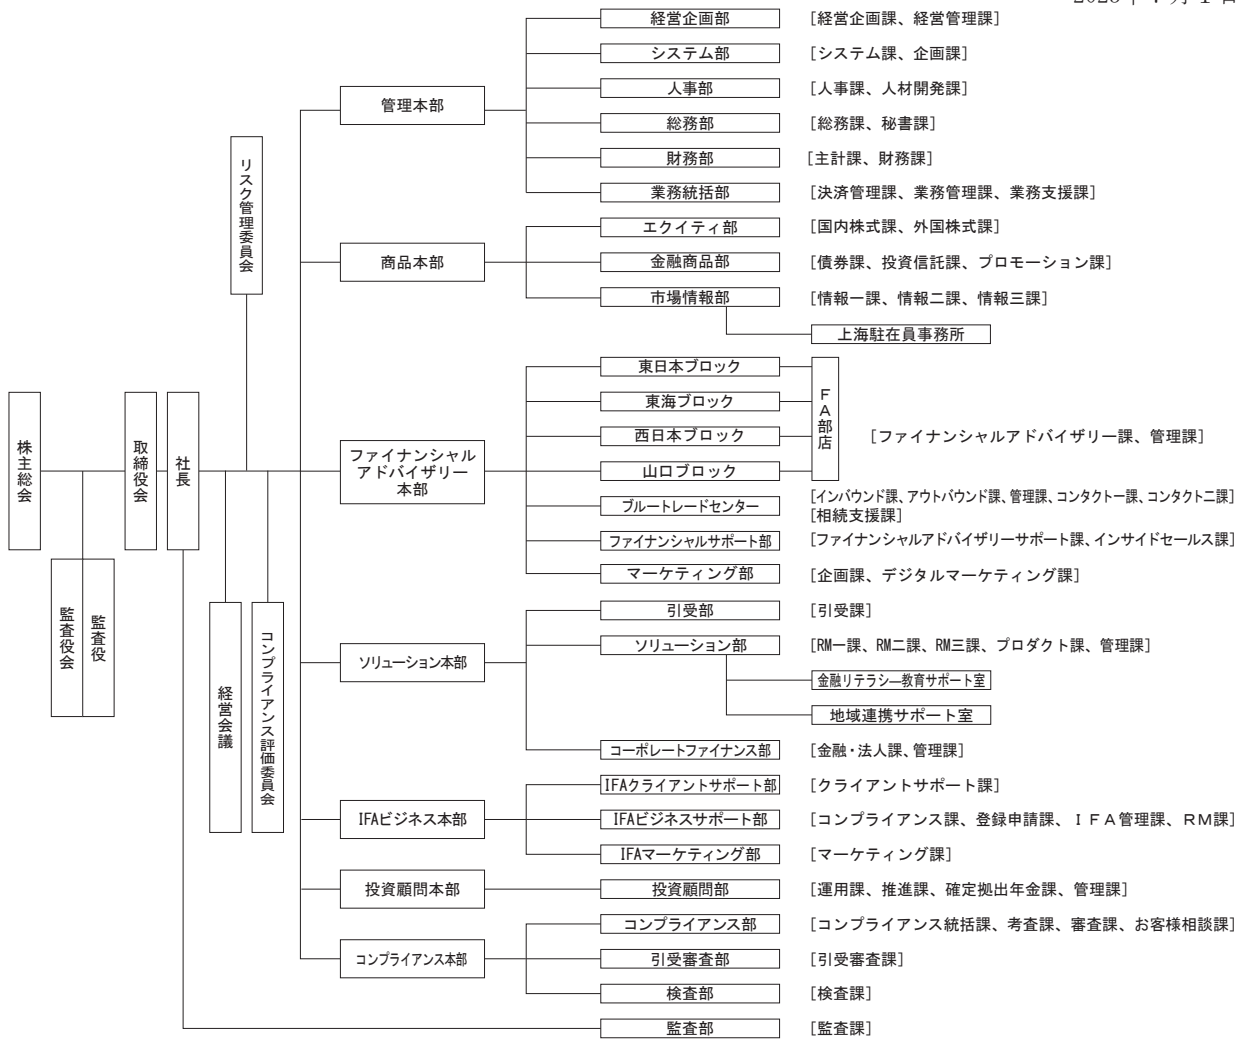 経営企画部 [経営企画課、経営管理課]
システム部 [システム課、企画課]
人事部 [人事課、人材開発課]
管理本部
総務部 [総務課、秘書課]
財務部 [主計課、財務課]
業務統括部 [決済管理課、業務管理課、業務支援課]
リスク管理委員会
エクイティ部 [国内株式課、外国株式課]
商品本部
金融商品部 [債券課、投資信託課、プロモーション課]
市場情報部 [情報一課、情報二課、情報三課]
上海駐在員事務所
東日本ブロック
東海ブロック
西日本ブロック
山口ブロック
FA部店
[ファイナンシャルアドバイザリー課、管理課]
株主総会
取締役会
社長
ファイナンシャル
アドバイザリー
本部
ブルートレードセンター [インバウンド課、アウトバウンド課、管理課、コンタクト一課、コンタクト二課]
[相続支援課]
ファイナンシャルサポート部 [ファイナンシャルアドバイザリーサポート課、インサイドセールス課]
マーケティング部 [企画課、デジタルマーケティング課]
監査役会
監査役
経営会議
コンプライアンス評価委員会
引受部 [引受課]
ソリューション本部
ソリューション部 [RM一課、RM二課、RM三課、プロダクト課、管理課]
金融リテラシー教育サポート室
地域連携サポート室
コーポレートファイナンス部 [金融・法人課、管理課]
IFAクライアントサポート部 [クライアントサポート課]
IFAビジネス本部
IFAビジネスサポート部 [コンプライアンス課、登録申請課、ＩＦＡ管理課、ＲＭ課]
IFAマーケティング部 [マーケティング課]
投資顧問本部
投資顧問部 [運用課、推進課、確定拠出年金課、管理課]
コンプライアンス部 [コンプライアンス統括課、考査課、審査課、お客様相談課]
コンプライアンス本部
引受審査部 [引受審査課]
検査部 [検査課]
監査部 [監査課]